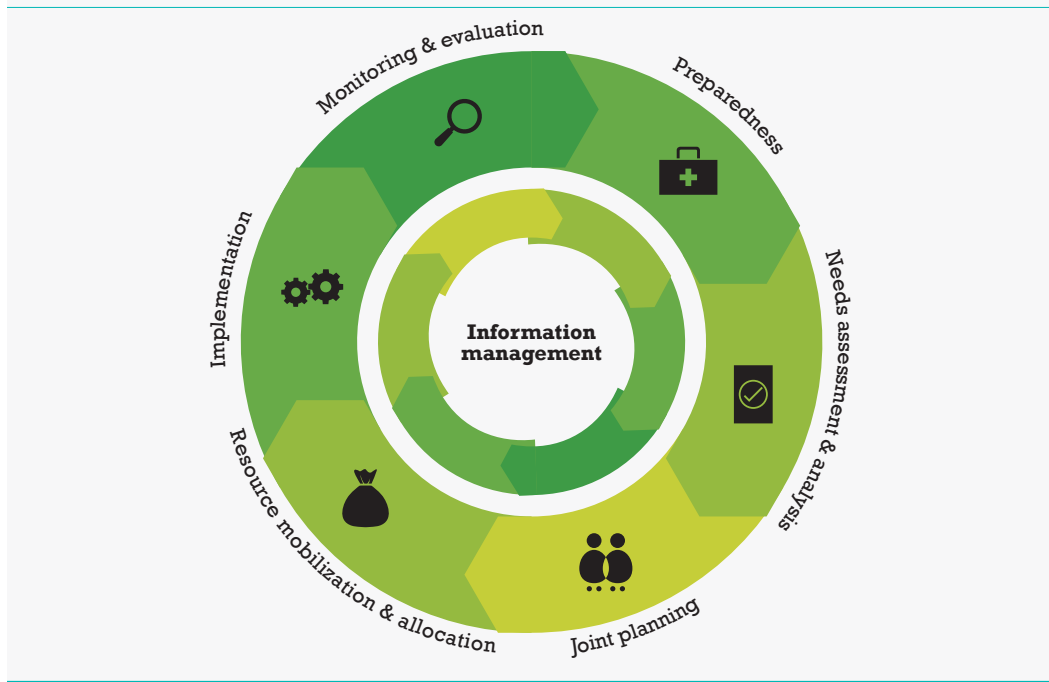 Monitoring & evaluation
Preparedness
Needs assessment & analysis
Joint planning
Resource mobilization & allocation
Implementation
Information
management